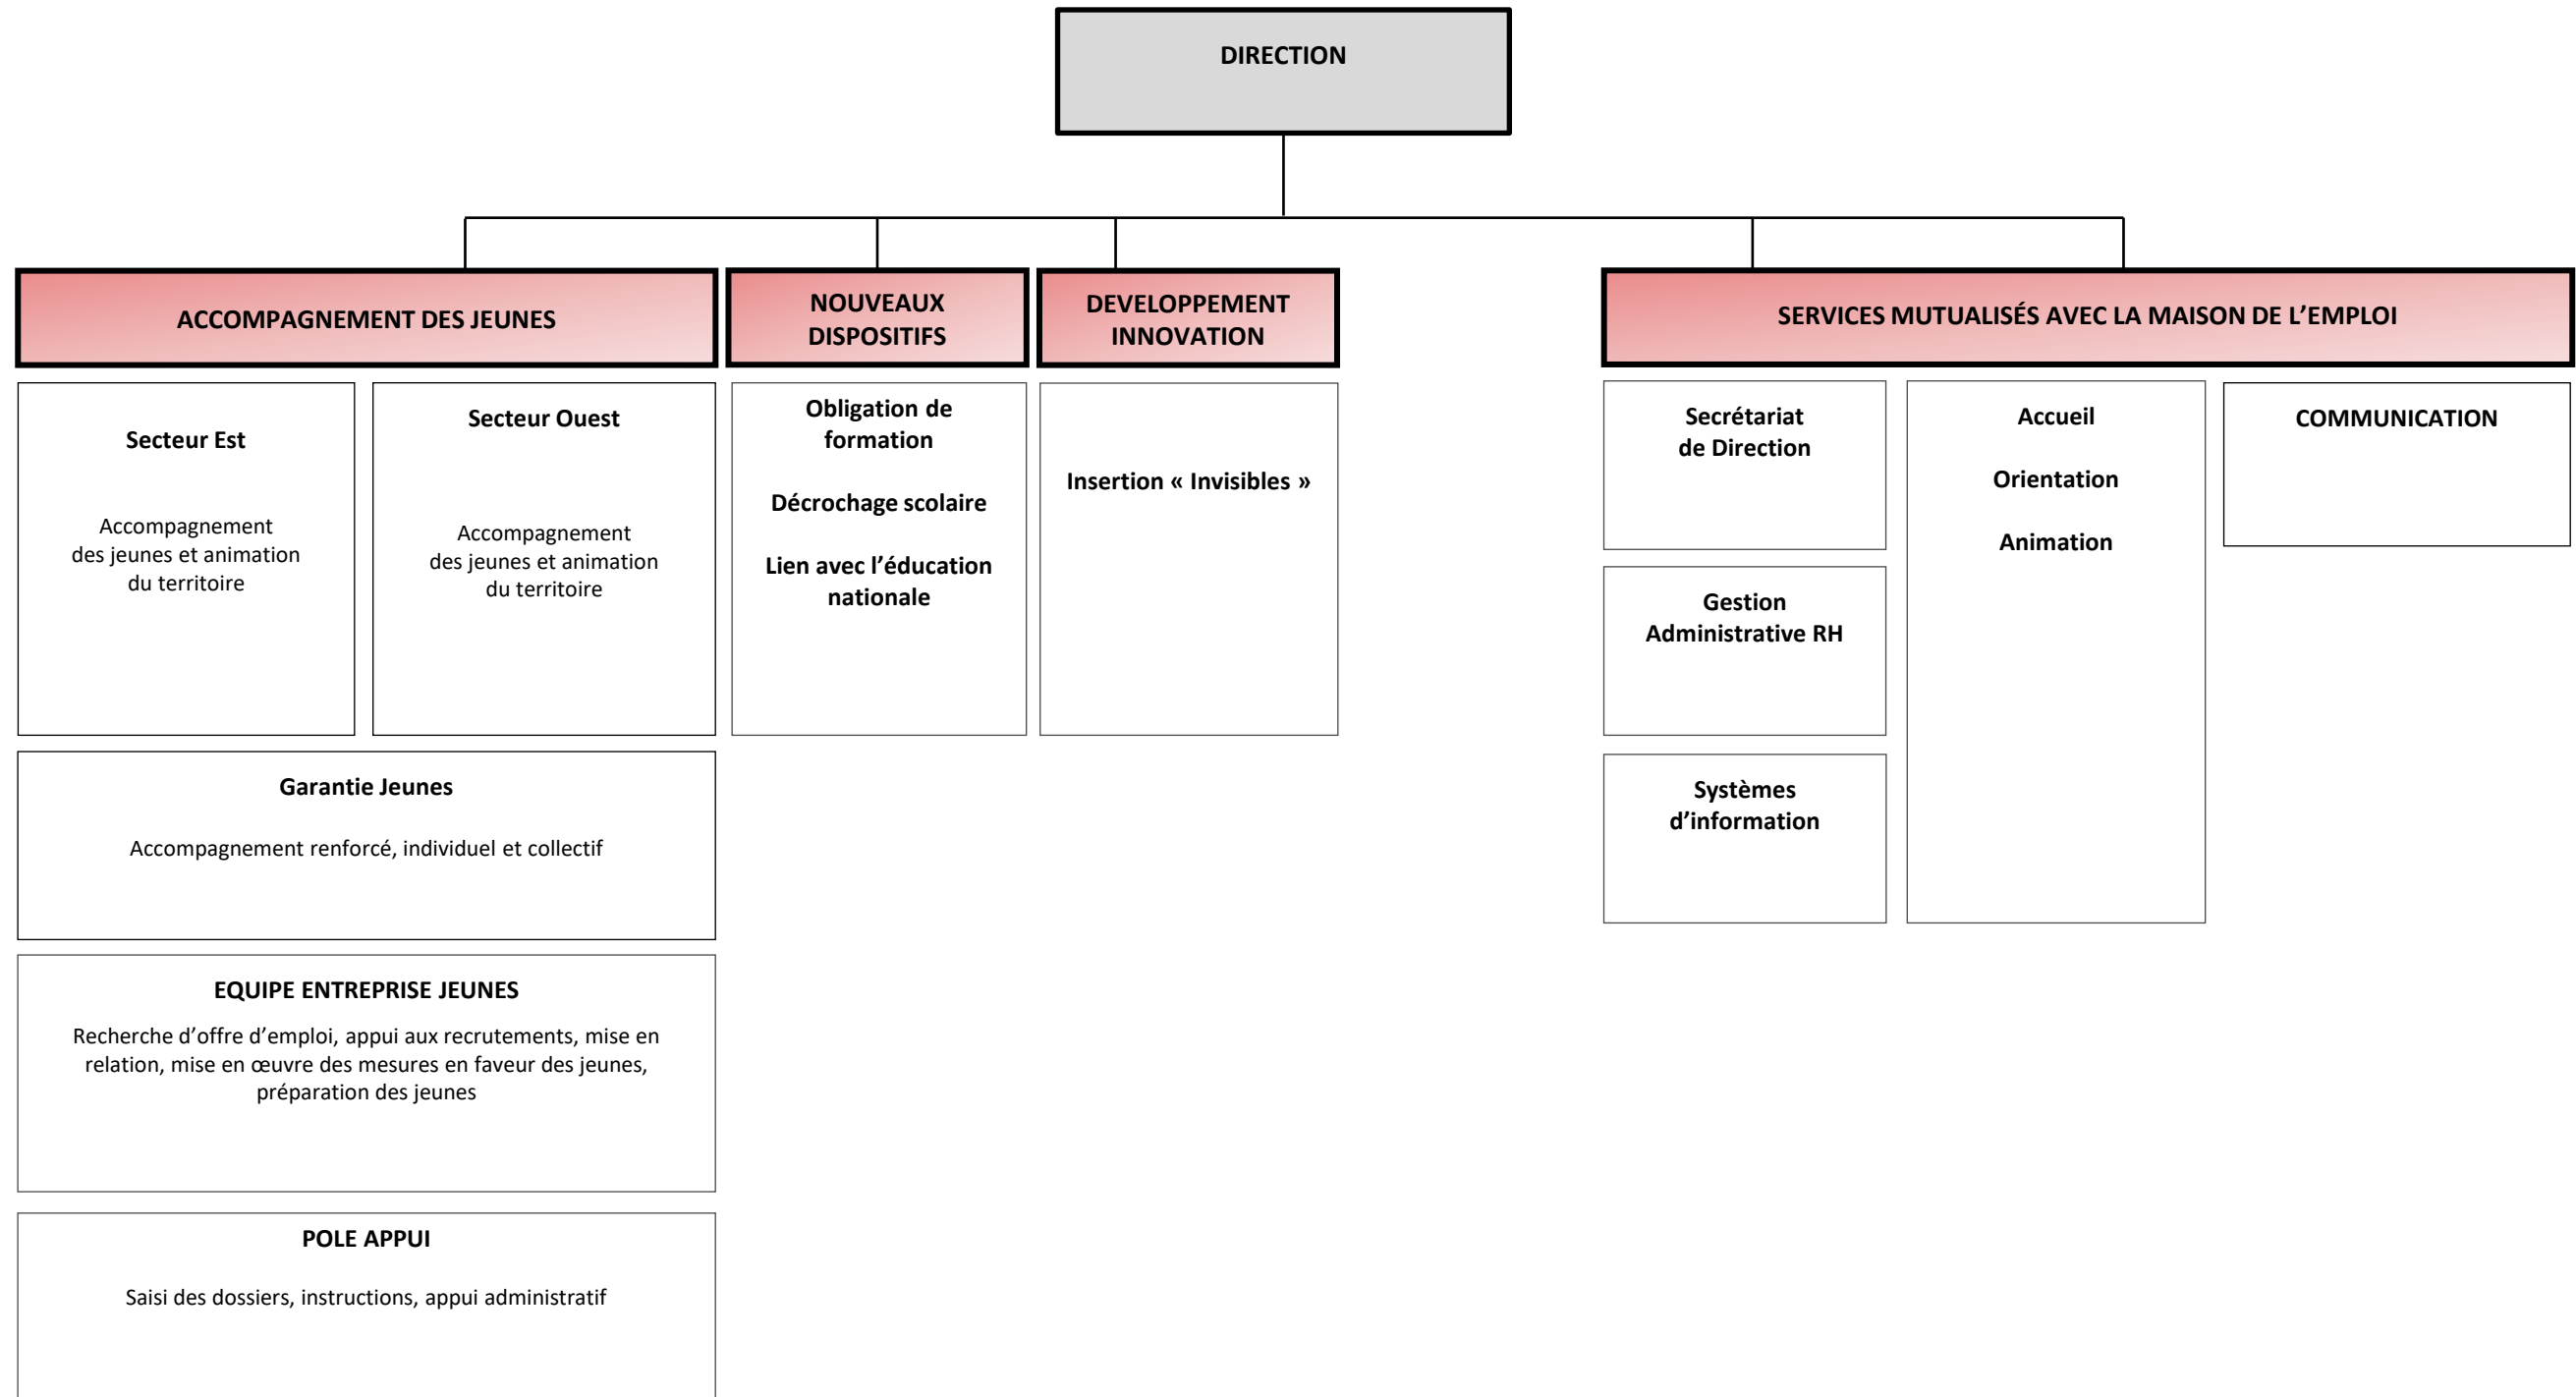 DIRECTION
ACCOMPAGNEMENT DES JEUNES
NOUVEAUX
DISPOSITIFS
DEVELOPPEMENT
INNOVATION
SERVICES MUTUALISÉS AVEC LA MAISON DE L’EMPLOI
Secteur Est
Accompagnement
des jeunes et animation
du territoire
Secteur Ouest
Accompagnement
des jeunes et animation
du territoire
Obligation de
formation
Décrochage scolaire
Lien avec l’éducation
nationale
Insertion « Invisibles »
Secrétariat
de Direction
Gestion
Administrative RH
Systèmes
d’information
Accueil
Orientation
Animation
COMMUNICATION
Garantie Jeunes
Accompagnement renforcé, individuel et collectif
EQUIPE ENTREPRISE JEUNES
Recherche d’offre d’emploi, appui aux recrutements, mise en
relation, mise en œuvre des mesures en faveur des jeunes,
préparation des jeunes
POLE APPUI
Saisi des dossiers, instructions, appui administratif